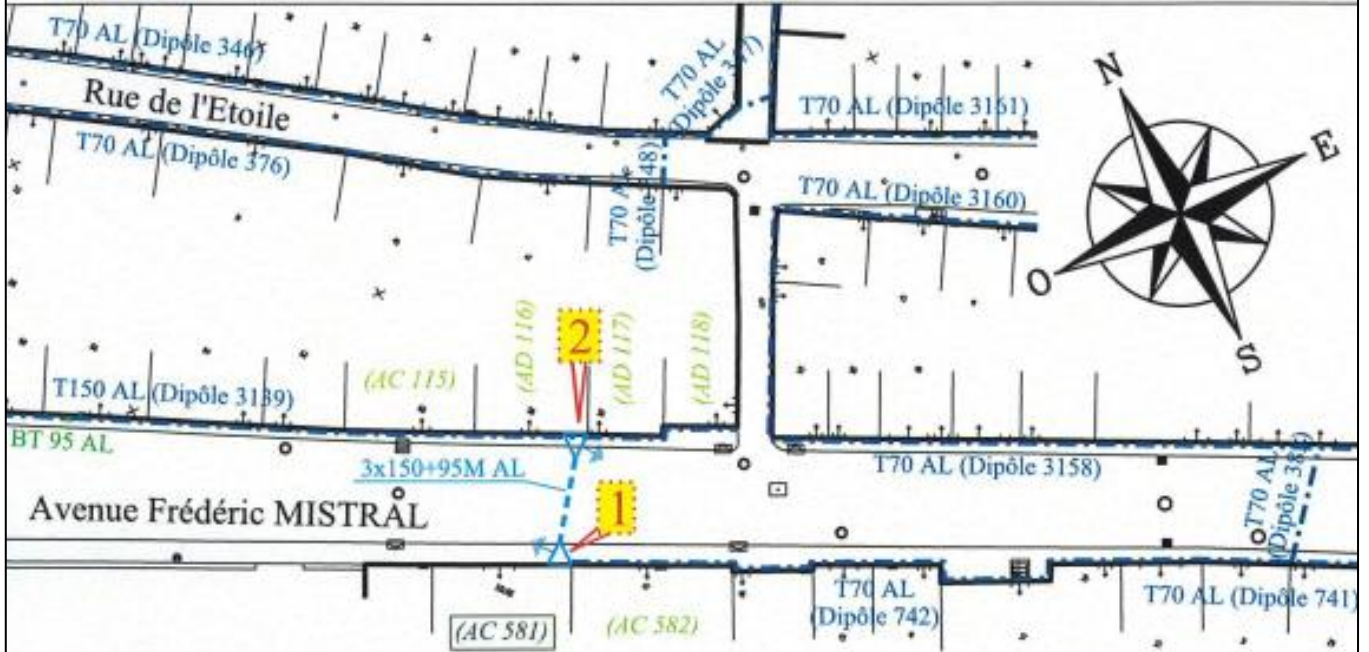 T70 AL (Dipôle 346)
Rue de l'Etoile
T70 AL (Dipôle 376)
T70 AL
(Dipôle 347)
T70 AL
(Dipôle 348)
T70 AL (Dipôle 3161)
T70 AL (Dipôle 3160)
N
E
O
S
T150 AL (Dipôle 3139)
(AC 115)
(AD 116)
2
(AD 117)
(AD 118)
BT 95 AL
3x150+95M AL
T70 AL (Dipôle 3158)
T70 AL
Avenue Frédéric MISTRAL
1
(AC 581)
(AC 582)
T70 AL
(Dipôle 742)
T70 AL (Dipôle 741)